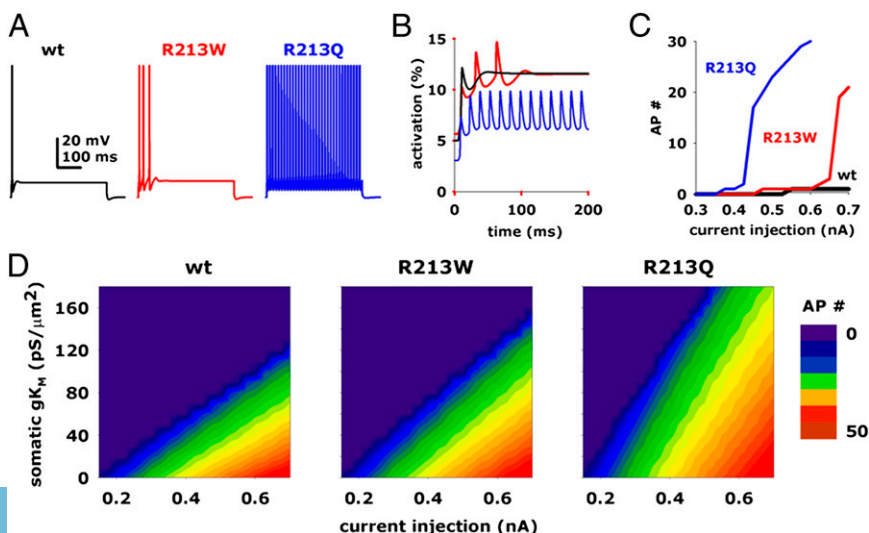 A
wt
R213W
R213Q
20 mV
100 ms
B
activation (%)
15
10
5
0
0
50
100
150
200
time (ms)
C
AP #
30
20
10
0
R213Q
R213W
wt
0.3
0.4
0.5
0.6
0.7
current injection (nA)
D
wt
R213W
R213Q
somatic gKM (pS/μm²)
160
120
80
40
0
0.2
0.4
0.6
0.2
0.4
0.6
0.2
0.4
0.6
current injection (nA)
AP #
0
50